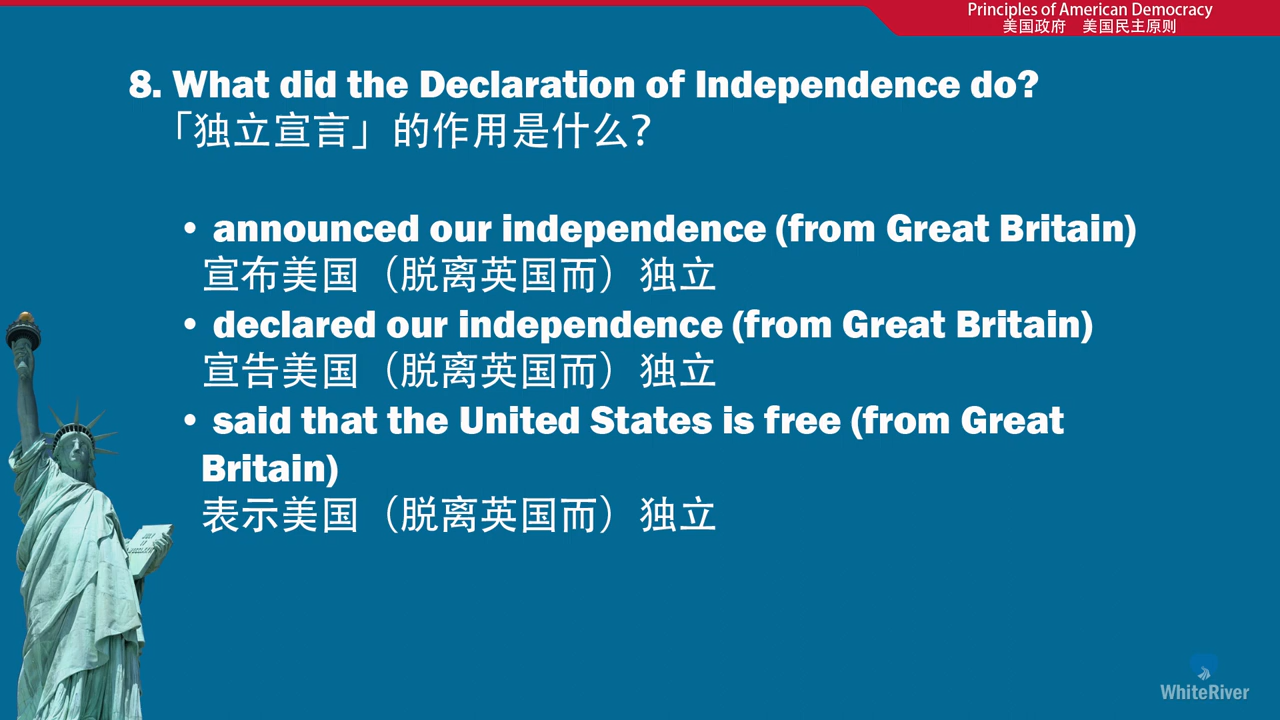 Principles of American Democracy
美国政府　美国民主原则
8. What did the Declaration of Independence do?
「独立宣言」的作用是什么？
• announced our independence (from Great Britain)
宣布美国（脱离英国而）独立
• declared our independence (from Great Britain)
宣告美国（脱离英国而）独立
• said that the United States is free (from Great
Britain)
表示美国（脱离英国而）独立
WhiteRiver